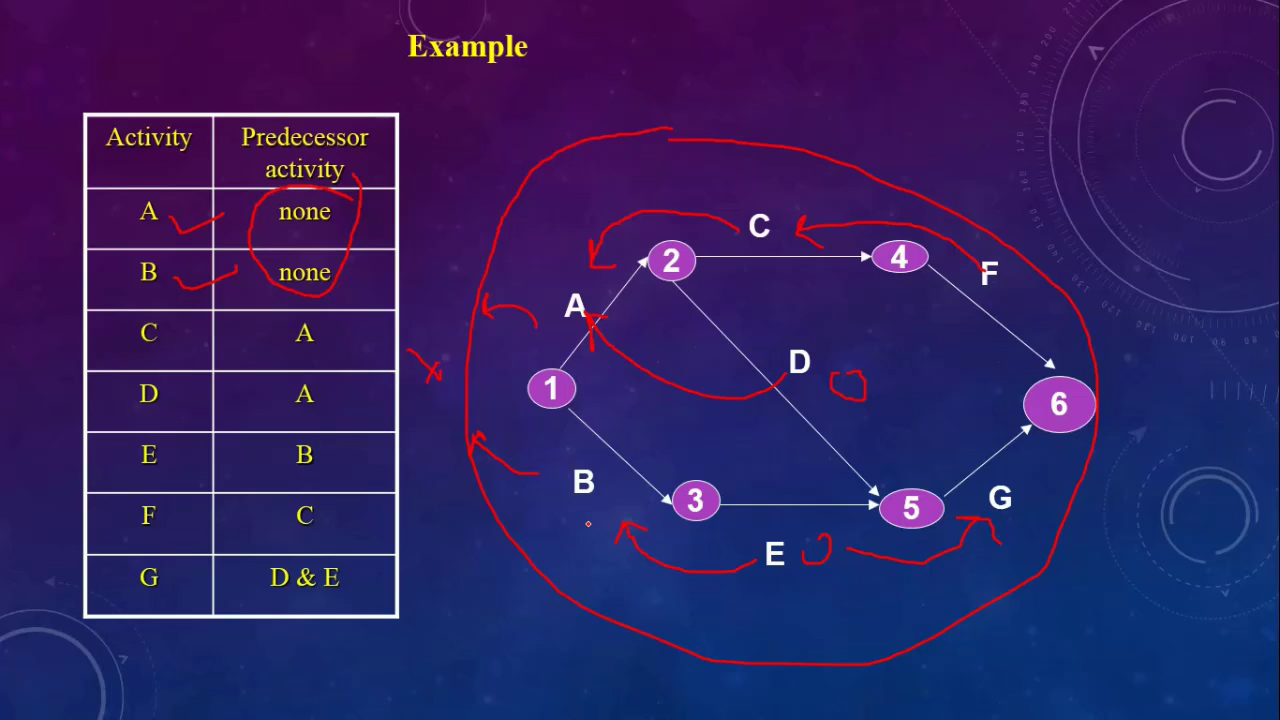 Example
Activity Predecessor activity
A none
B none
C A
D A
E B
F C
G D & E
C
2 4 F
A
D
1 6
B 3 5 G
E